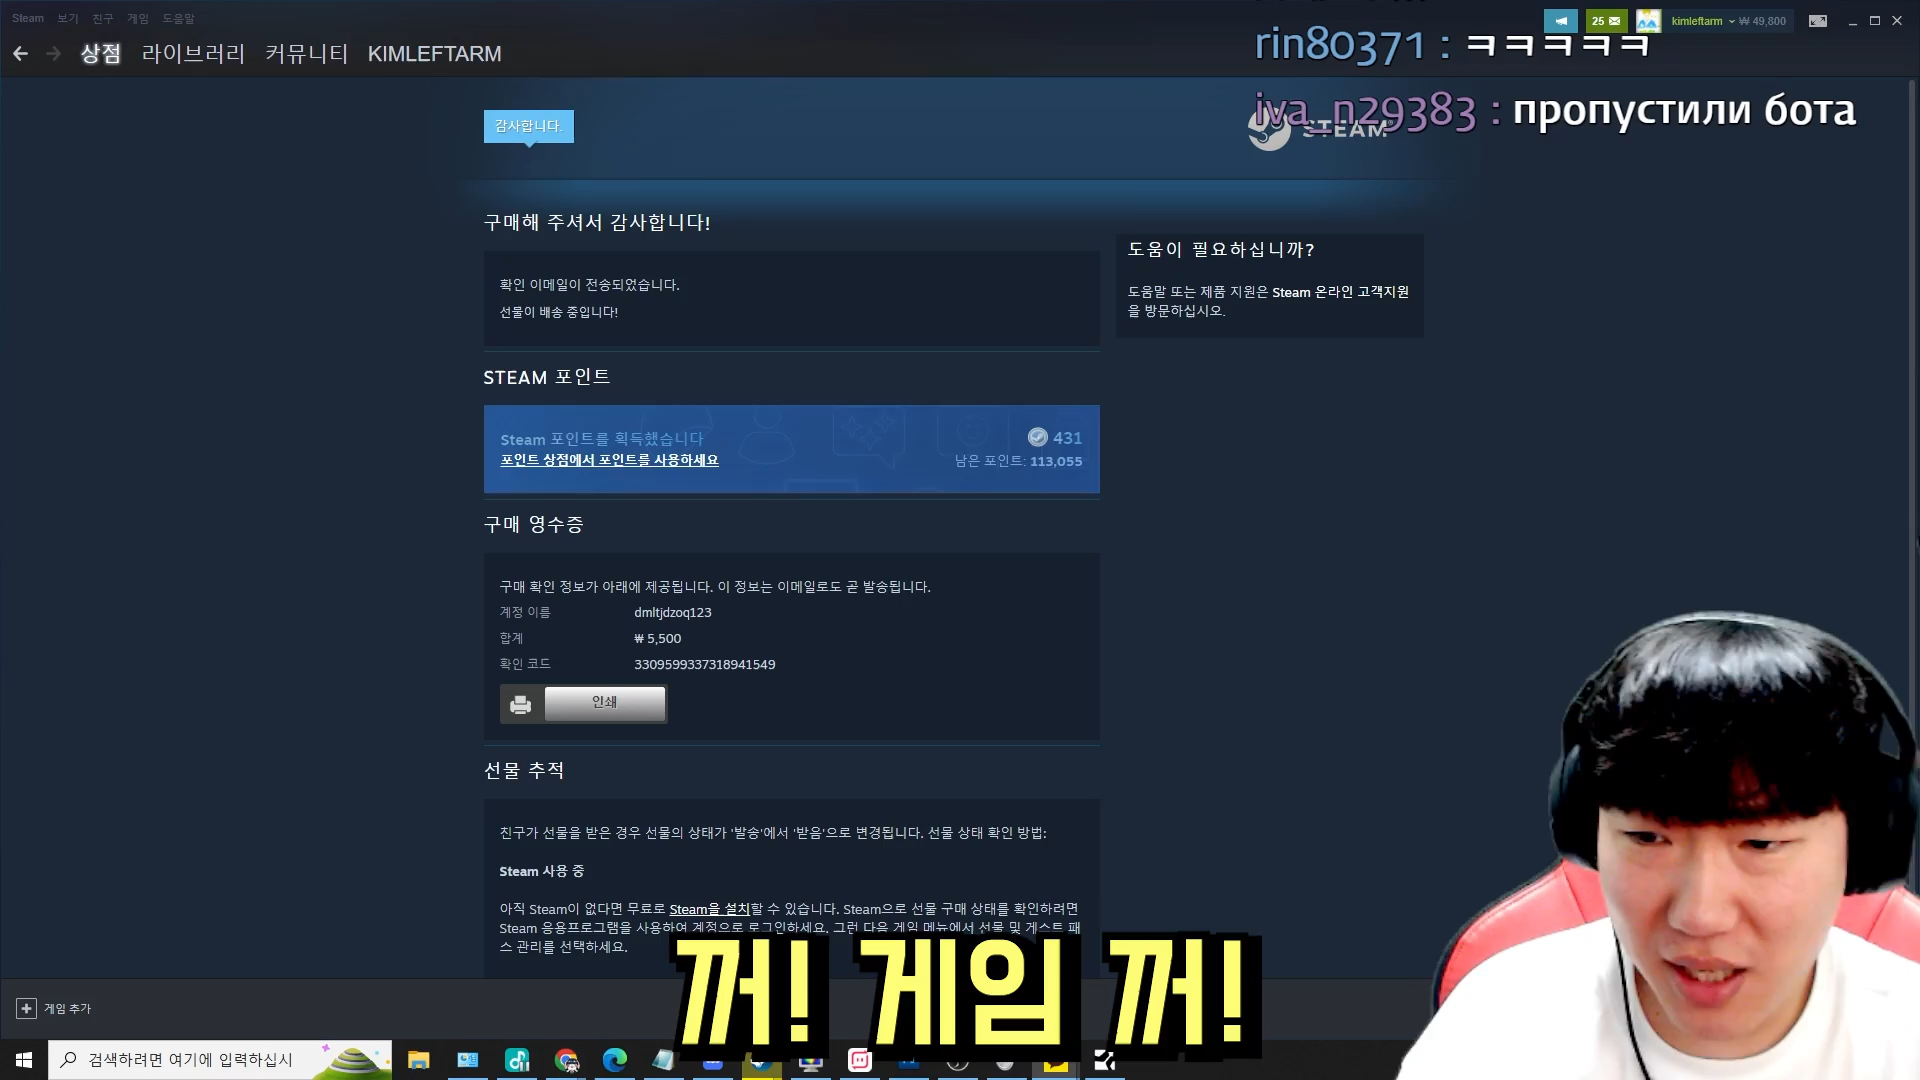 Steam 보기 친구 게임 도움말
25 kimleftarm ₩ 49,800
상점 라이브러리 커뮤니티 KIMLEFTARM
rin80371 : ㅋㅋㅋㅋㅋ
iva_n29383 : пропустили бота
감사합니다.
STEAM
구매해 주셔서 감사합니다!
확인 이메일이 전송되었습니다.
선물이 배송 중입니다!
도움이 필요하십니까?
도움말 또는 제품 지원은 Steam 온라인 고객지원
을 방문하십시오.
STEAM 포인트
Steam 포인트를 획득했습니다
431
포인트 상점에서 포인트를 사용하세요
남은 포인트: 113,055
구매 영수증
구매 확인 정보가 아래에 제공됩니다. 이 정보는 이메일로도 곧 발송됩니다.
계정 이름 dmltjdzoq123
합계 ₩ 5,500
확인 코드 3309599337318941549
인쇄
선물 추적
친구가 선물을 받은 경우 선물의 상태가 '발송'에서 '받음'으로 변경됩니다. 선물 상태 확인 방법:
Steam 사용 중
아직 Steam이 없다면 무료로 Steam을 설치할 수 있습니다. Steam으로 선물 구매 상태를 확인하려면
Steam 응용프로그램을 사용하여 계정으로 로그인하세요. 그런 다음 게임 메뉴에서 선물 및 게스트 패
스 관리를 선택하세요.
꺼! 게임 꺼!
게임 추가
검색하려면 여기에 입력하십시